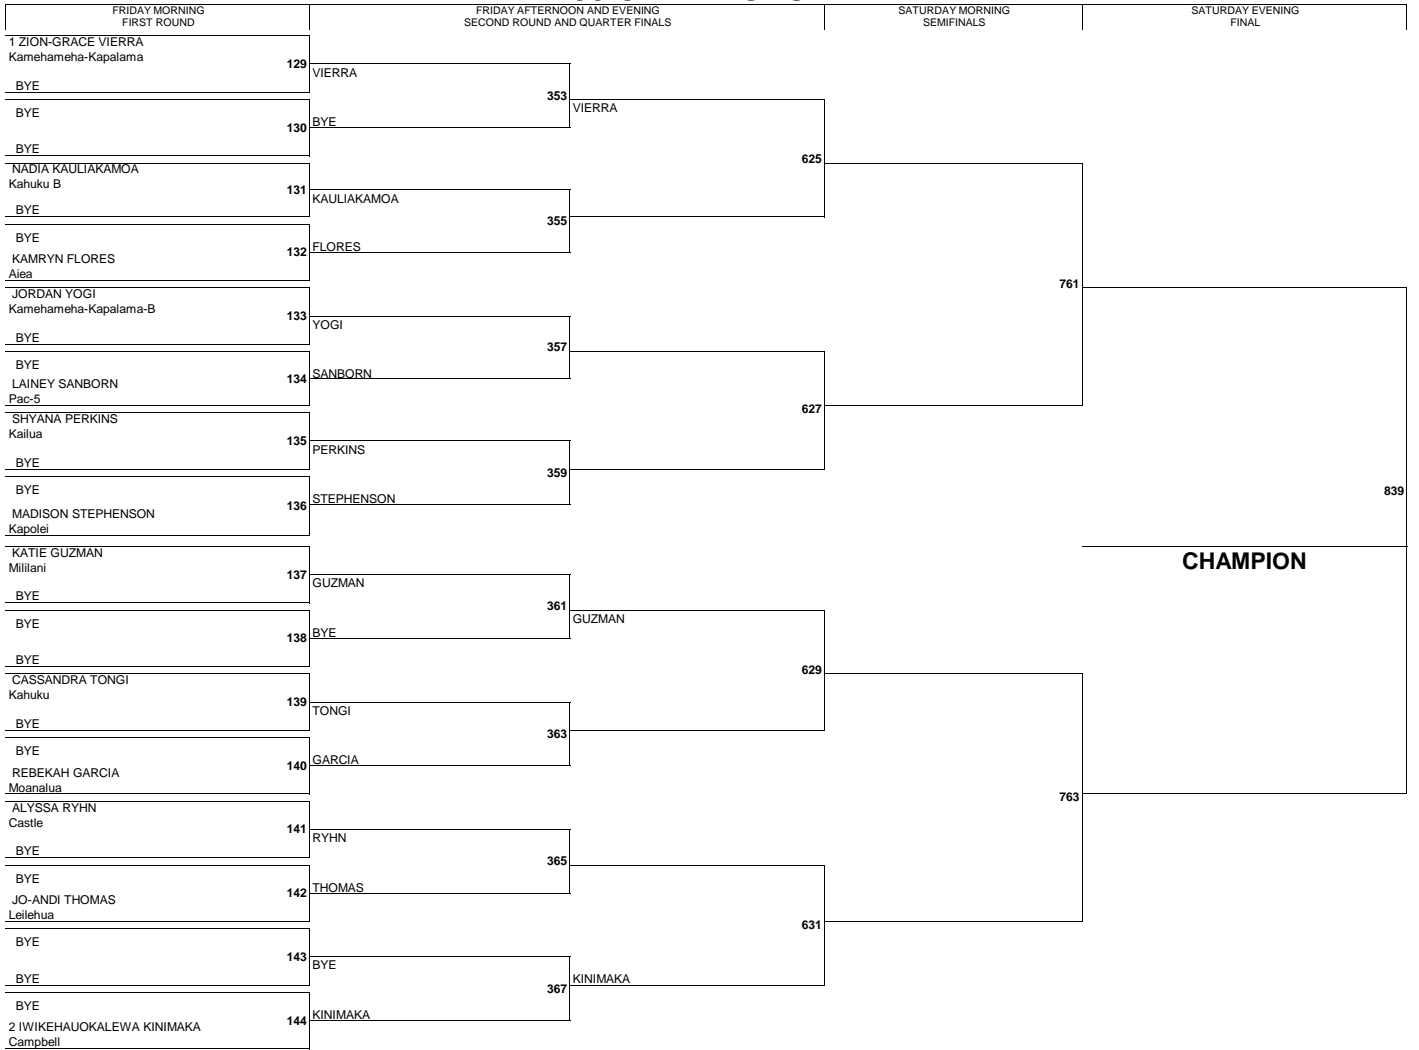 FRIDAY MORNING
FIRST ROUND
FRIDAY AFTERNOON AND EVENING
SECOND ROUND AND QUARTER FINALS
SATURDAY MORNING
SEMIFINALS
SATURDAY EVENING
FINAL
1 ZION-GRACE VIERRA
Kamehameha-Kapalama
129
BYE
BYE
130
BYE
NADIA KAULIAKAMOA
Kahuku B
131
BYE
BYE
132
KAMRYN FLORES
Aiea
JORDAN YOGI
Kamehameha-Kapalama-B
133
BYE
BYE
134
LAINEY SANBORN
Pac-5
SHYANA PERKINS
Kailua
135
BYE
BYE
136
MADISON STEPHENSON
Kapolei
KATIE GUZMAN
Mililani
137
BYE
BYE
138
BYE
CASSANDRA TONGI
Kahuku
139
BYE
BYE
140
REBEKAH GARCIA
Moanalua
ALYSSA RYHN
Castle
141
BYE
BYE
142
JO-ANDI THOMAS
Leilehua
BYE
143
BYE
BYE
144
2 IWIKEHAUOKALEWA KINIMAKA
Campbell
VIERRA
353
BYE
KAULIAKAMOA
355
FLORES
YOGI
357
SANBORN
PERKINS
359
STEPHENSON
GUZMAN
361
BYE
TONGI
363
GARCIA
RYHN
365
THOMAS
BYE
367
KINIMAKA
VIERRA
625
627
GUZMAN
629
631
KINIMAKA
761
763
839
CHAMPION